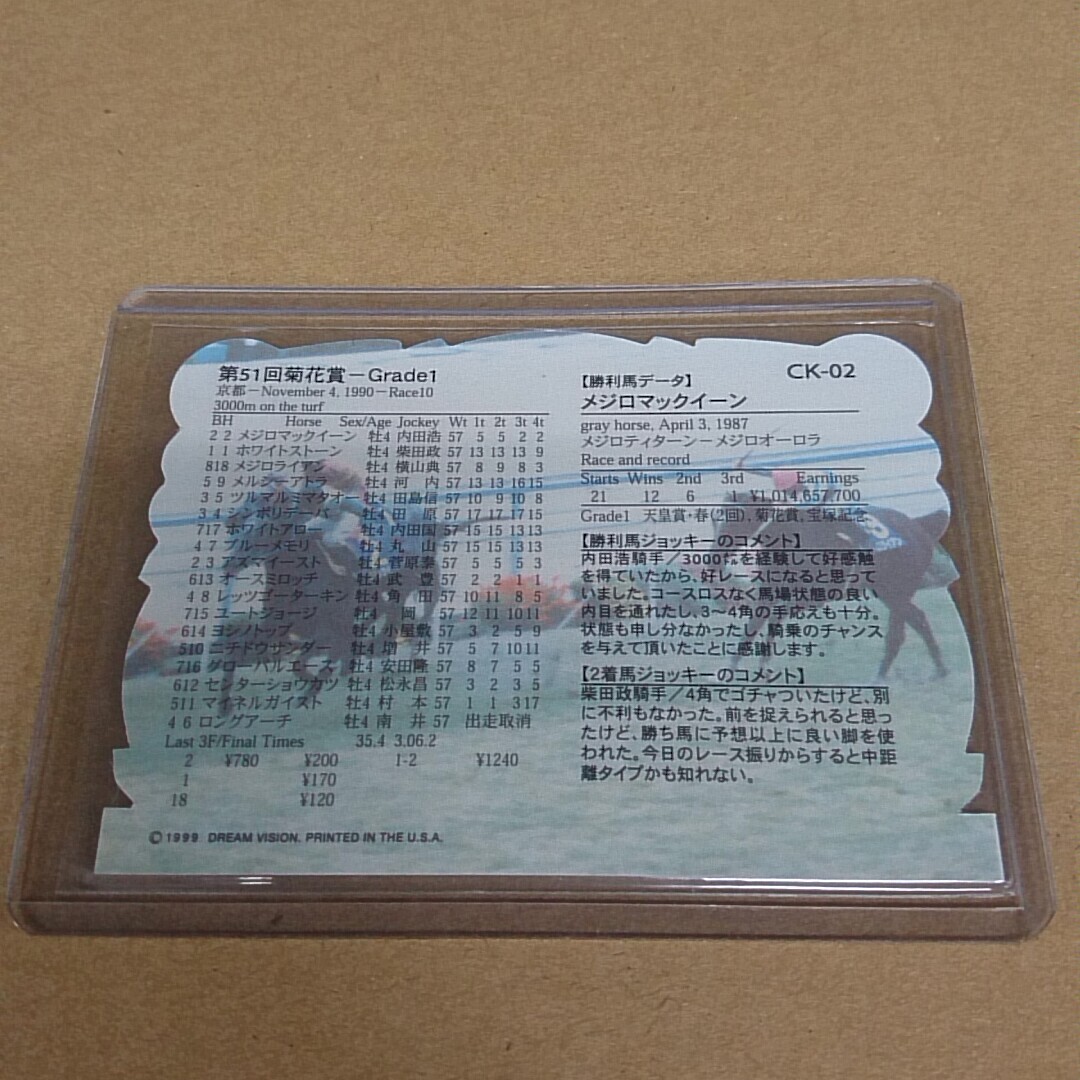 第51回菊花賞－Grade1
京都－November 4, 1990－Race10
3000m on the turf
BH Horse Sex/Age Jockey Wt 1t 2t 3t 4t
2 2 メジロマックイーン 牡4 内田浩 57 5 5 2 2
1 1 ホワイトストーン 牡4 柴田政 57 13 13 13 9
818 メジロライアン 牡4 横山典 57 8 9 8 3
5 9 メルシーアトラ 牡4 河 内 57 13 13 16 15
3 5 ツルマルミマタオー 牡4 田島信 57 10 9 10 8
3 4 シンボリデーバ 牡4 田 原 57 17 17 17 15
717 ホワイトアロー 牡4 内田国 57 15 15 13 13
4 7 ブルーメモリ 牡4 丸 山 57 15 15 13 13
2 3 アズマイースト 牡4 菅原泰 57 5 5 5 3
613 オースミロッチ 牡4 武 豊 57 2 2 1 1
4 8 レッツゴーターキン 牡4 角 田 57 10 11 8 5
715 ユートジョージ 牡4 岡 57 12 11 10 11
614 ヨシノトップ 牡4 小屋敷 57 3 2 5 9
510 ニチドウサンダー 牡4 増 井 57 5 7 10 11
716 グローバルエース 牡4 安田隆 57 8 7 5 5
612 センターショウカツ 牡4 松永昌 57 3 2 3 5
511 マイネルガイスト 牡4 村 本 57 1 1 3 17
4 6 ロングアーチ 牡4 南 井 57 出走取消
Last 3F/Final Times 35.4 3.06.2
2 ¥780 ¥200 1-2 ¥1240
1 ¥170
18 ¥120
©1999 DREAM VISION. PRINTED IN THE U.S.A.
CK-02
【勝利馬データ】
メジロマックイーン
gray horse, April 3, 1987
メジロティターン－メジロオーロラ
Race and record
Starts Wins 2nd 3rd Earnings
21 12 6 1 ¥1,014,657,700
Grade1 天皇賞・春(2回)、菊花賞、宝塚記念
【勝利馬ジョッキーのコメント】
内田浩騎手／3000㍍を経験して好感触
を得ていたから、好レースになると思って
いました。コースロスなく馬場状態の良い
内目を通れたし、3～4角の手応えも十分。
状態も申し分なかったし、騎乗のチャンス
を与えて頂いたことに感謝します。
【2着馬ジョッキーのコメント】
柴田政騎手／4角でゴチャついたけど、別
に不利もなかった。前を捉えられると思っ
たけど、勝ち馬に予想以上に良い脚を使
われた。今日のレース振りからすると中距
離タイプかも知れない。